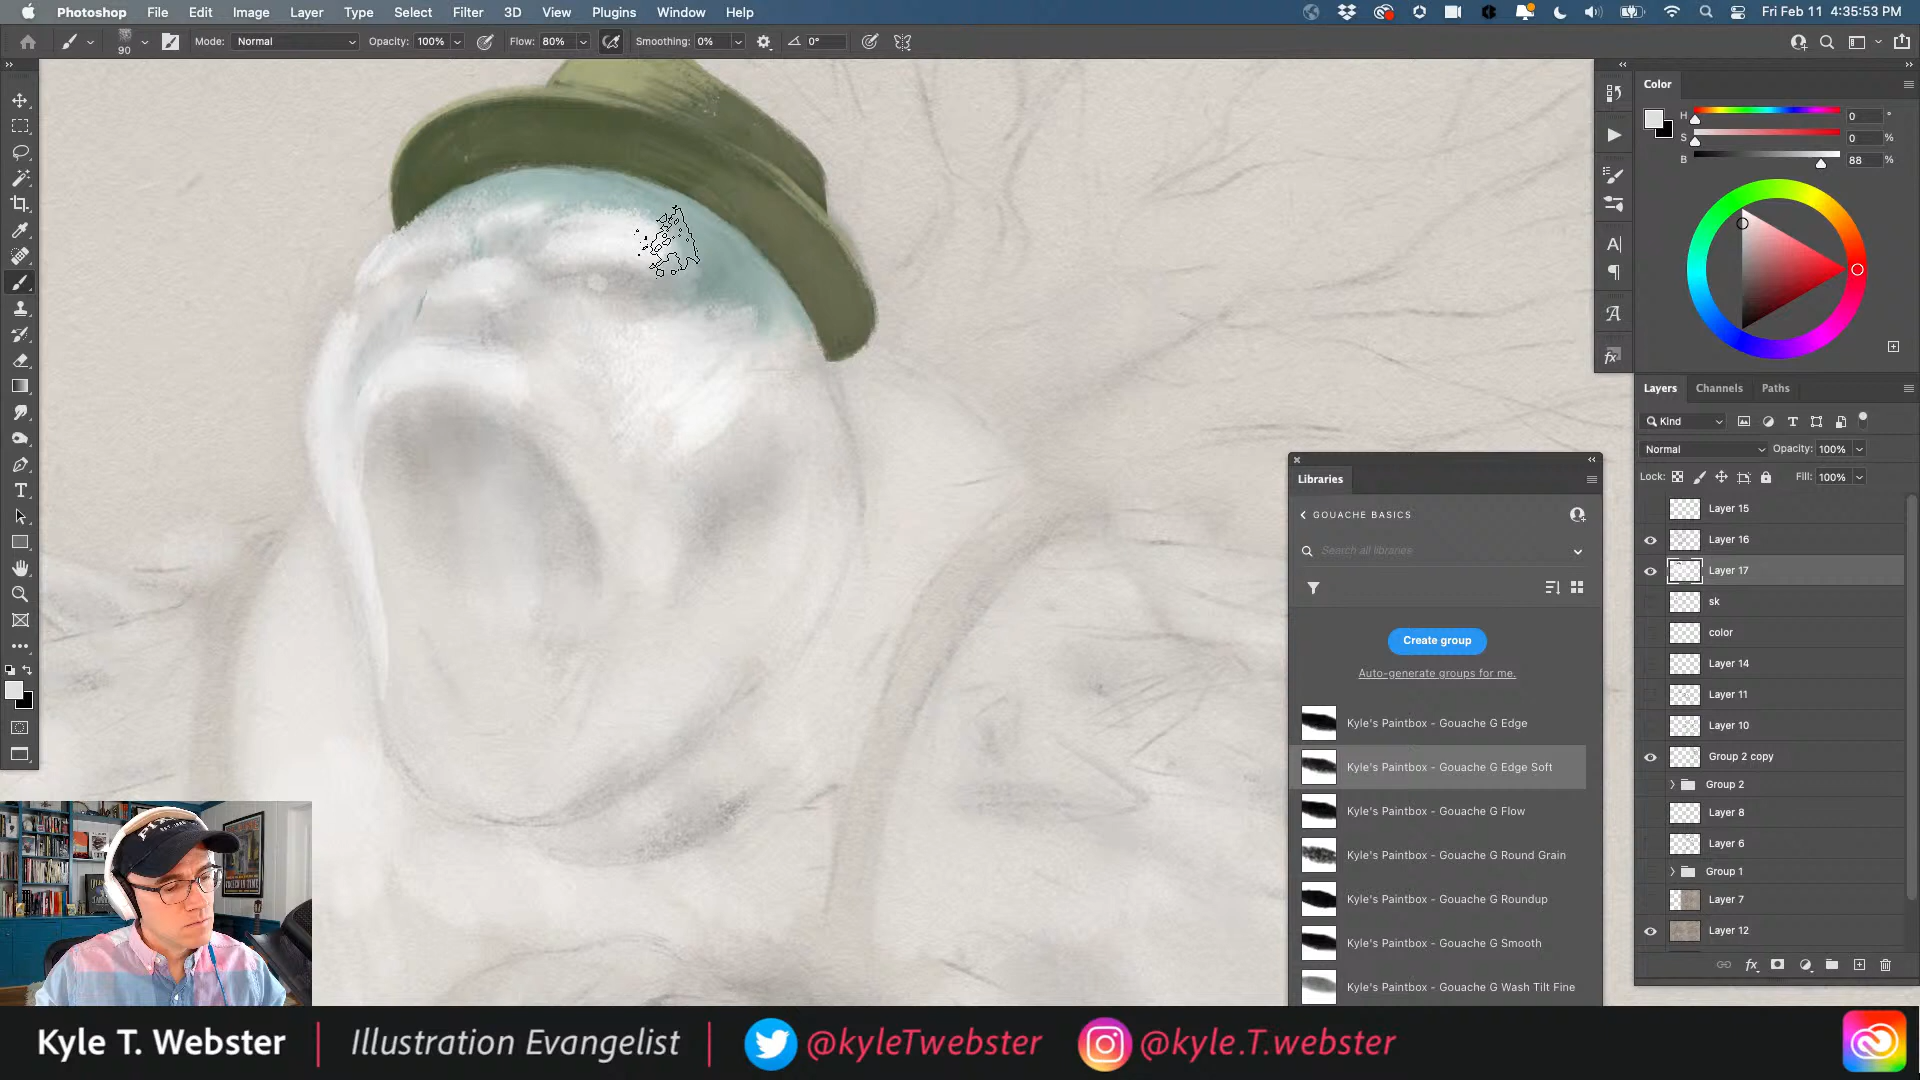 Photoshop File Edit Image Layer Type Select Filter 3D View Plugins Window Help Fri Feb 11 4:35:53 PM
90 Mode: Normal Opacity: 100% Flow: 80% Smoothing: 0% 0°
Color
H 0 °
S 0 %
B 88 %
Layers Channels Paths
Kind
Normal Opacity: 100%
Lock: Fill: 100%
Layer 15
Layer 16
Layer 17
sk
color
Layer 14
Layer 11
Layer 10
Group 2 copy
Group 2
Layer 8
Layer 6
Group 1
Layer 7
Layer 12
Libraries
GOUACHE BASICS
Search all libraries
Create group
Auto-generate groups for me.
Kyle's Paintbox - Gouache G Edge
Kyle's Paintbox - Gouache G Edge Soft
Kyle's Paintbox - Gouache G Flow
Kyle's Paintbox - Gouache G Round Grain
Kyle's Paintbox - Gouache G Roundup
Kyle's Paintbox - Gouache G Smooth
Kyle's Paintbox - Gouache G Wash Tilt Fine
Kyle T. Webster | Illustration Evangelist | @kyleTwebster @kyle.T.webster